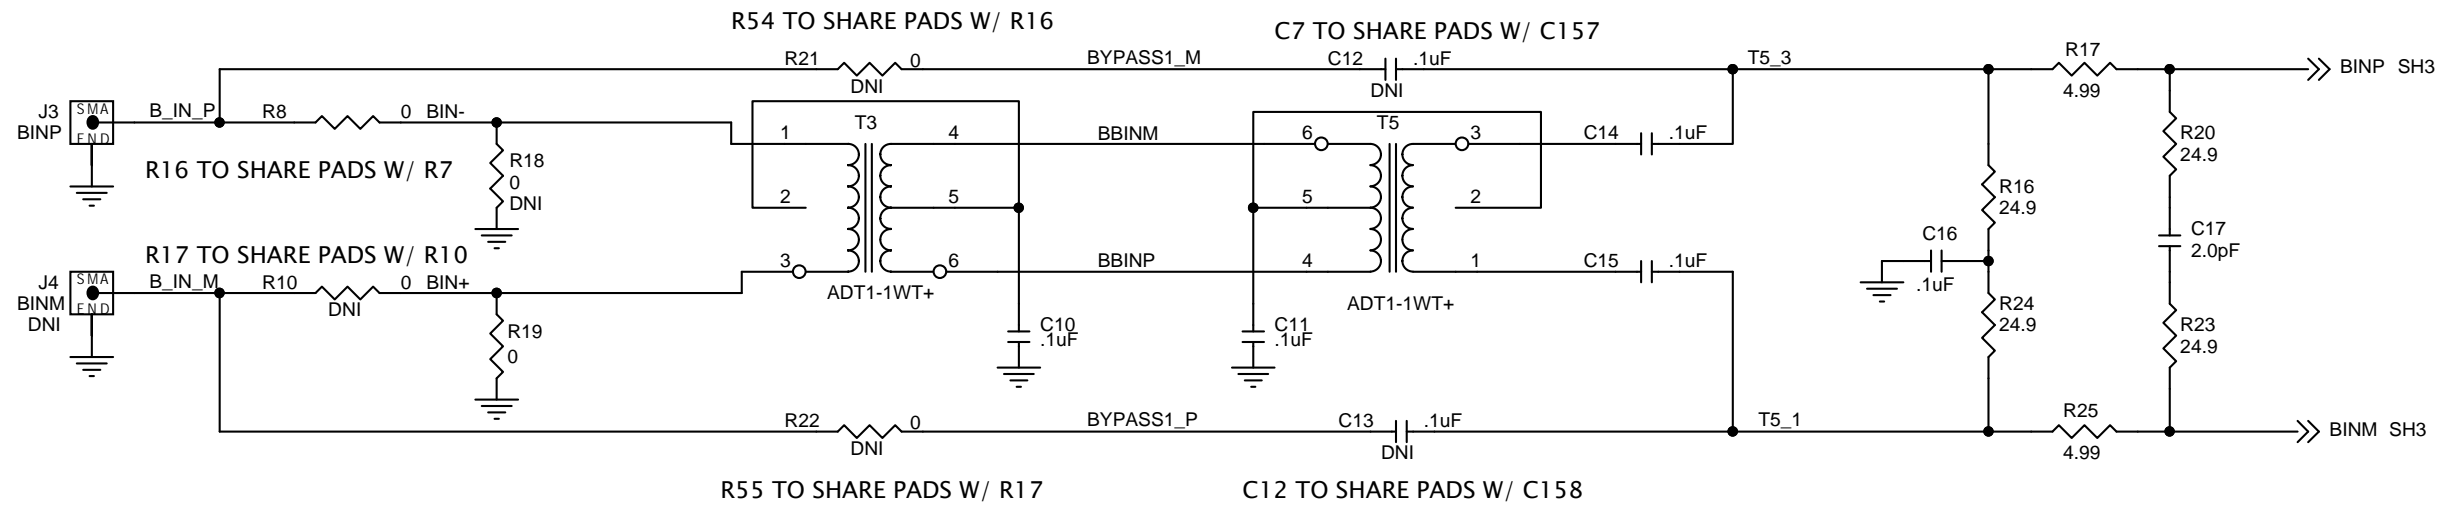 R54 TO SHARE PADS W/ R16
C7 TO SHARE PADS W/ C157
R21 0 BYPASS1_M C12 .1uF T5_3 R17
DNI DNI 4.99
BINP SH3
J3 SMA B_IN_P R8 0 BIN-
BINP END
T3 T5
1 4 BBINM 6 3 C14 .1uF
R20
24.9
R16 TO SHARE PADS W/ R7
R18
0
DNI
2 5 5 2
R16
24.9
R17 TO SHARE PADS W/ R10
C16
.1uF
C17
2.0pF
3 6 BBINP 4 1 C15 .1uF
ADT1-1WT+ ADT1-1WT+
J4 SMA B_IN_M R10 0 BIN+
BINM END DNI
DNI
R19
0
C10
.1uF
C11
.1uF
R24
24.9
R23
24.9
R22 0 BYPASS1_P C13 .1uF T5_1 R25
DNI DNI 4.99
BINM SH3
R55 TO SHARE PADS W/ R17
C12 TO SHARE PADS W/ C158